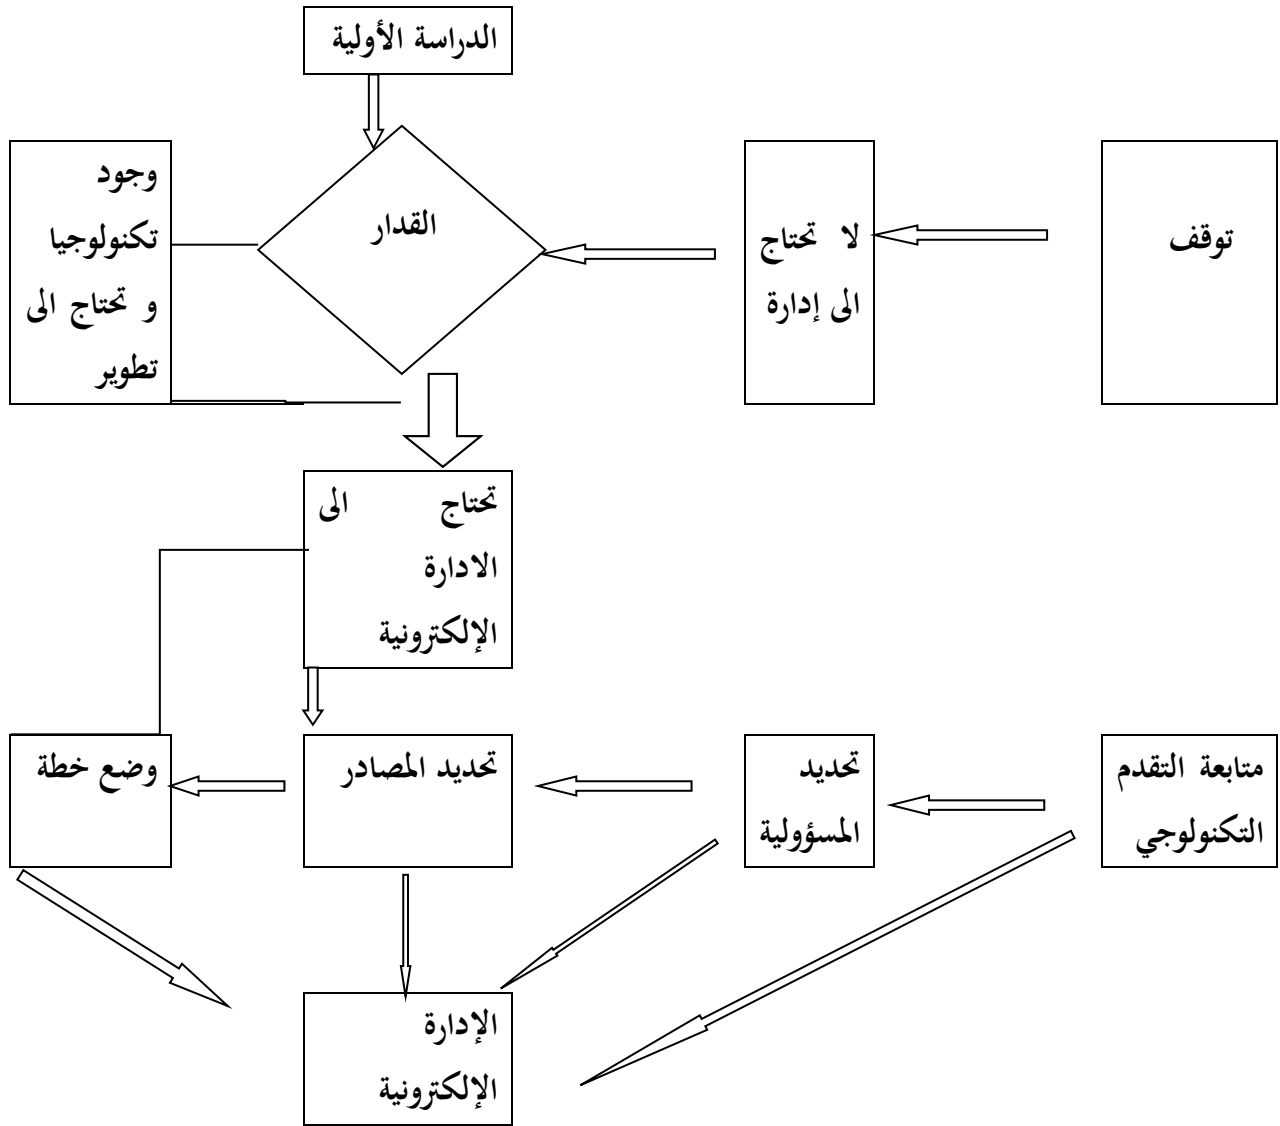 الدراسة الأولية
القدار
وجود
تكنولوجيا
و تحتاج الى
تطوير
لا تحتاج
الى إدارة
توقف
تحتاج الى
الادارة
الإلكترونية
متابعة التقدم
التكنولوجي
تحديد
المسؤولية
تحديد المصادر
وضع خطة
الإدارة
الإلكترونية